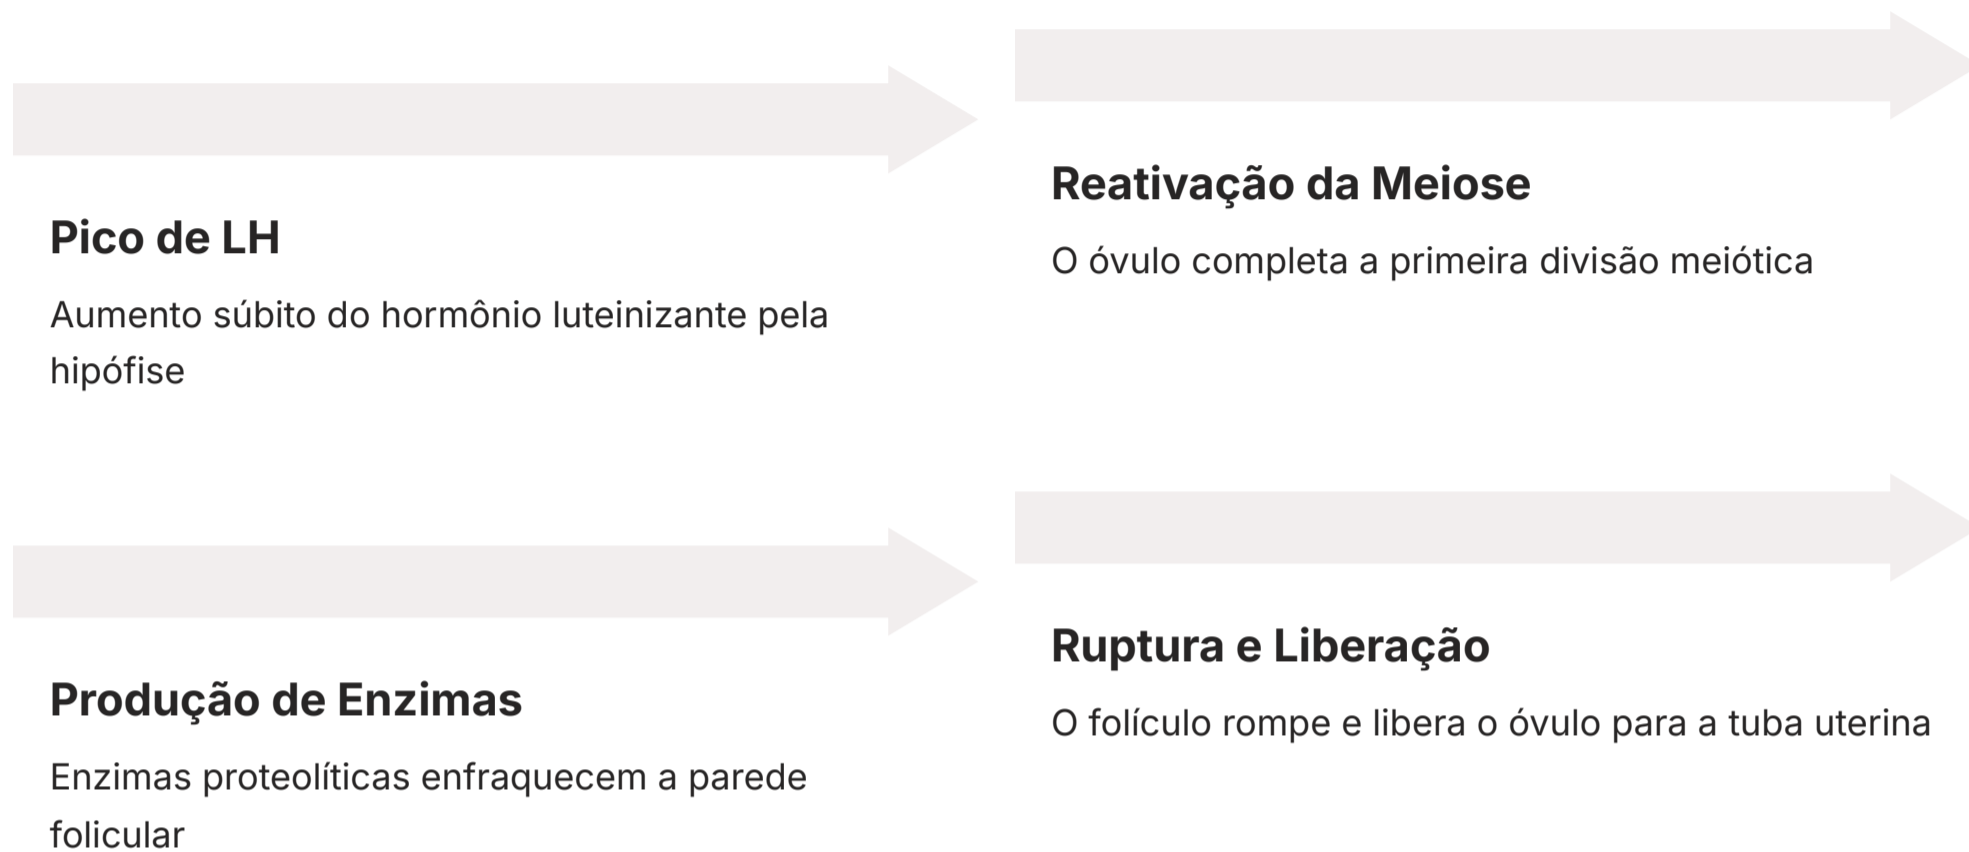 Pico de LH
Aumento súbito do hormônio luteinizante pela
hipófise
Reativação da Meiose
O óvulo completa a primeira divisão meiótica
Produção de Enzimas
Enzimas proteolíticas enfraquecem a parede
folicular
Ruptura e Liberação
O folículo rompe e libera o óvulo para a tuba uterina